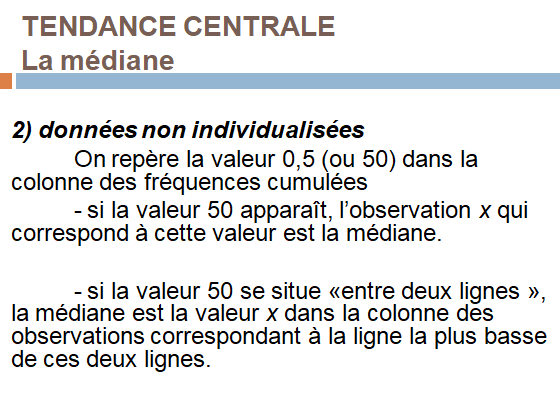 TENDANCE CENTRALE
La médiane
2) données non individualisées
On repère la valeur 0,5 (ou 50) dans la
colonne des fréquences cumulées
- si la valeur 50 apparaît, l’observation x qui
correspond à cette valeur est la médiane.
- si la valeur 50 se situe «entre deux lignes »,
la médiane est la valeur x dans la colonne des
observations correspondant à la ligne la plus basse
de ces deux lignes.